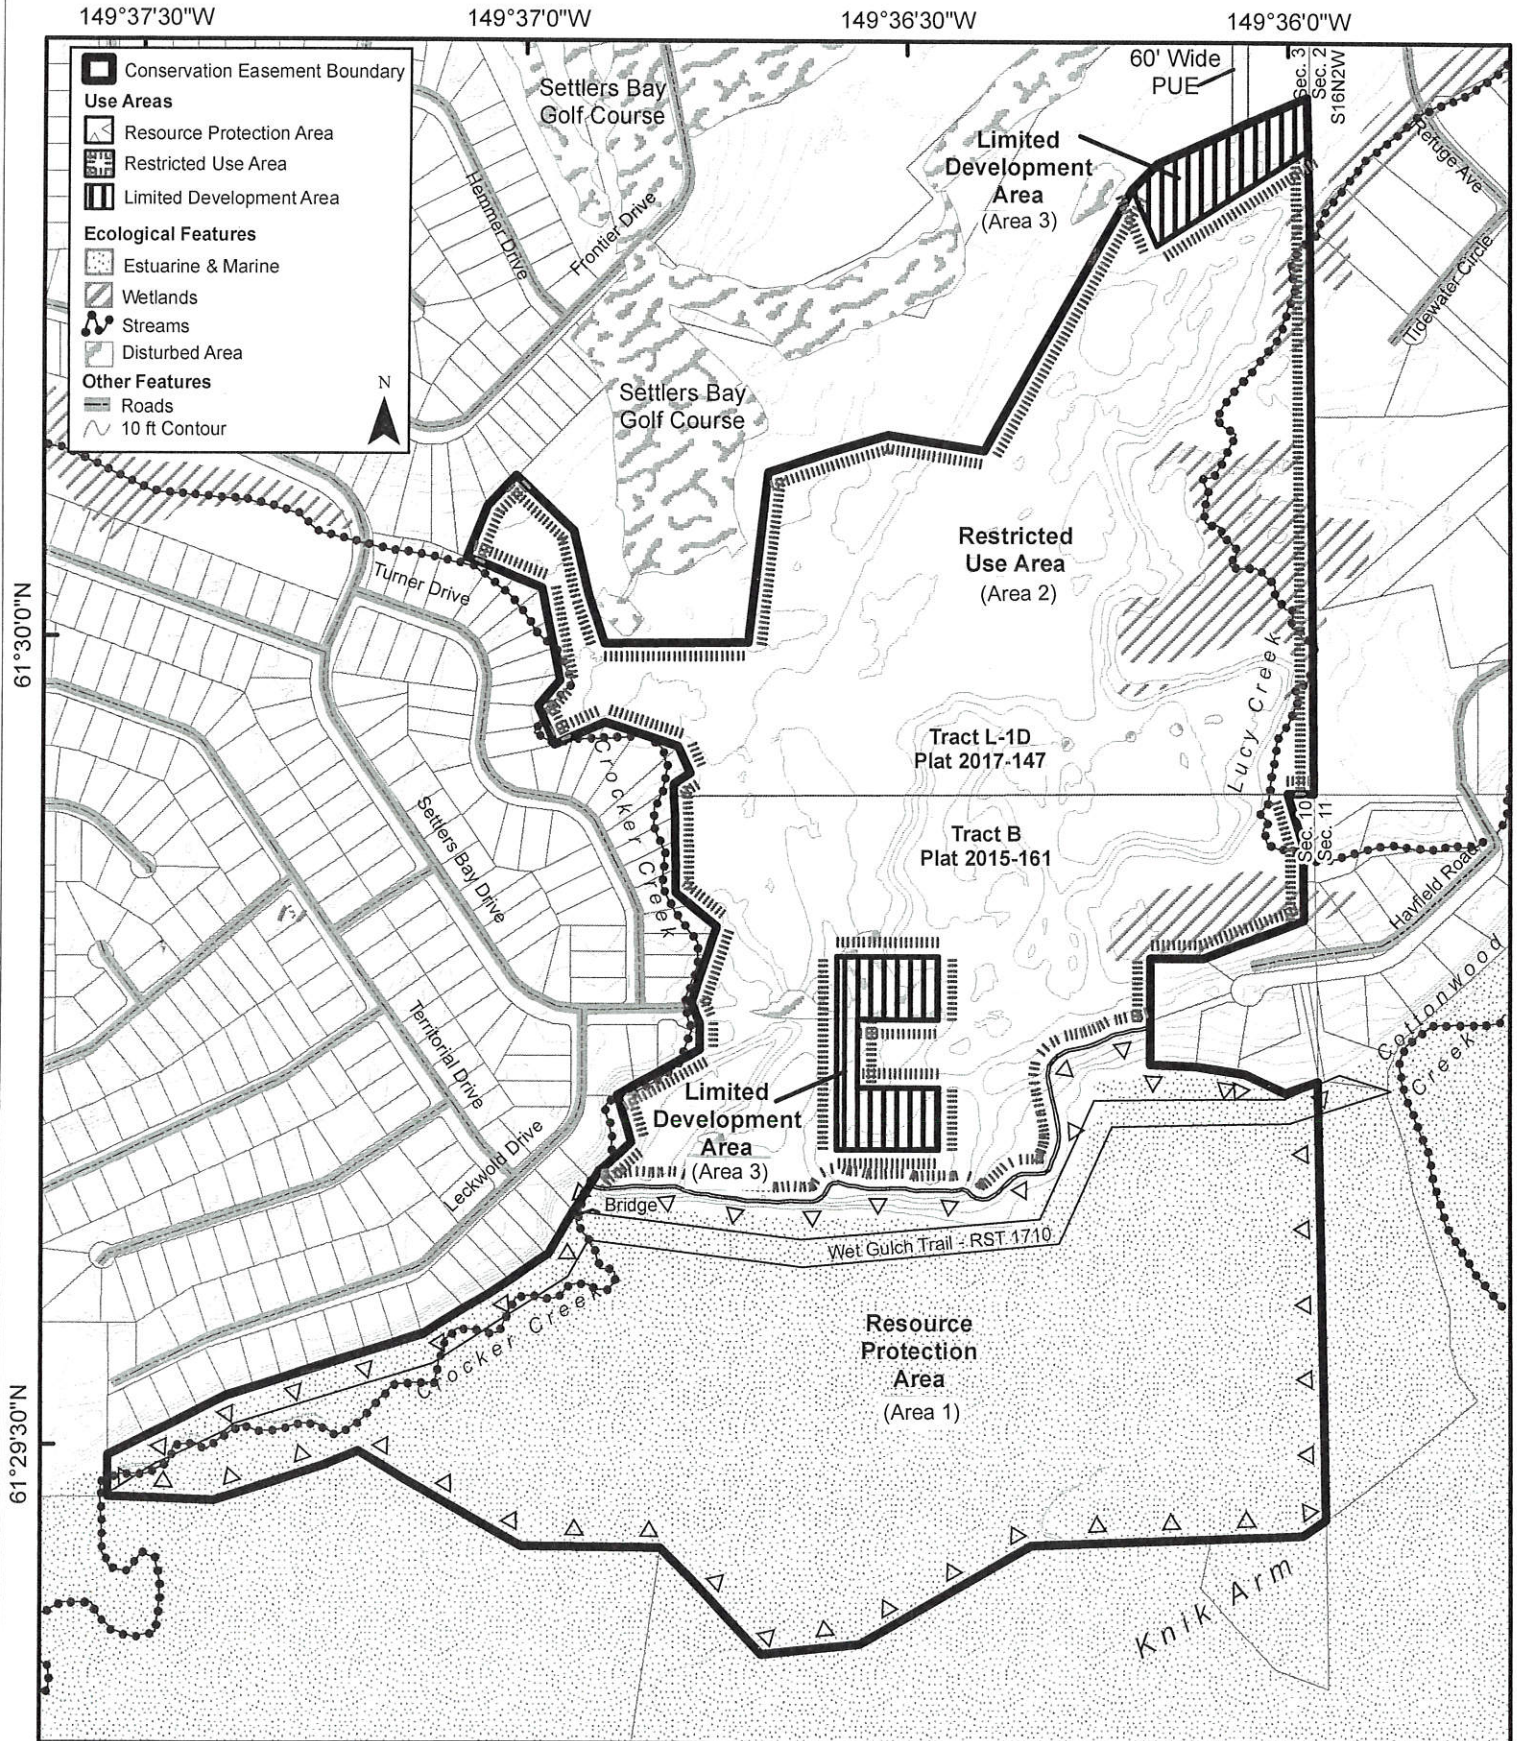 149°37'30"W
149°37'0"W
149°36'30"W
149°36'0"W
Conservation Easement Boundary
Use Areas
Resource Protection Area
Restricted Use Area
Limited Development Area
Ecological Features
Estuarine & Marine
Wetlands
Streams
Disturbed Area
Other Features
Roads
10 ft Contour
N
Settlers Bay
Golf Course
60' Wide
PUE
Sec. 3
Sec. 2
S16N2W
Limited
Development
Area
(Area 3)
Refuge Ave
Tidewater Circle
Hemmer Drive
Frontier Drive
Settlers Bay
Golf Course
Restricted
Use Area
(Area 2)
Turner Drive
61°30'0"N
Lucy Creek
Tract L-1D
Plat 2017-147
Crocker Creek
Settlers Bay Drive
Tract B
Plat 2015-161
Sec. 10
Sec. 11
Hayfield Road
Cottonwood
Creek
Territorial Drive
Limited
Development
Area
(Area 3)
Leckwold Drive
Bridge
Wet Gulch Trail - RST 1710
Crocker Creek
Resource
Protection
Area
(Area 1)
61°29'30"N
Knik Arm